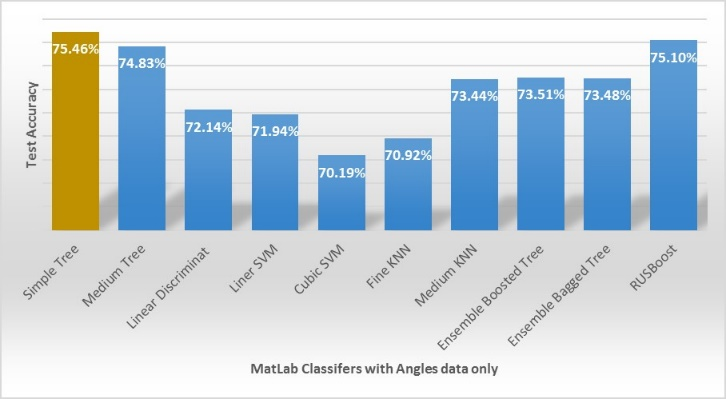 Test Accuracy
75.46%
74.83%
72.14%
71.94%
70.19%
70.92%
73.44%
73.51%
73.48%
75.10%
Simple Tree
Medium Tree
Linear Discriminat
Liner SVM
Cubic SVM
Fine KNN
Medium KNN
Ensemble Boosted Tree
Ensemble Bagged Tree
RUSBoost
MatLab Classifers with Angles data only